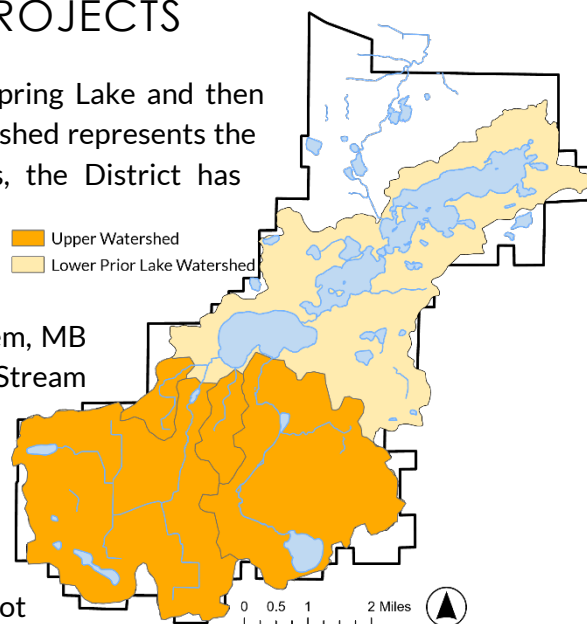 ROJECTS
pring Lake and then
shed represents the
s, the District has
Upper Watershed
Lower Prior Lake Watershed
em, MB
Stream
ot
0 0.5 1 2 Miles